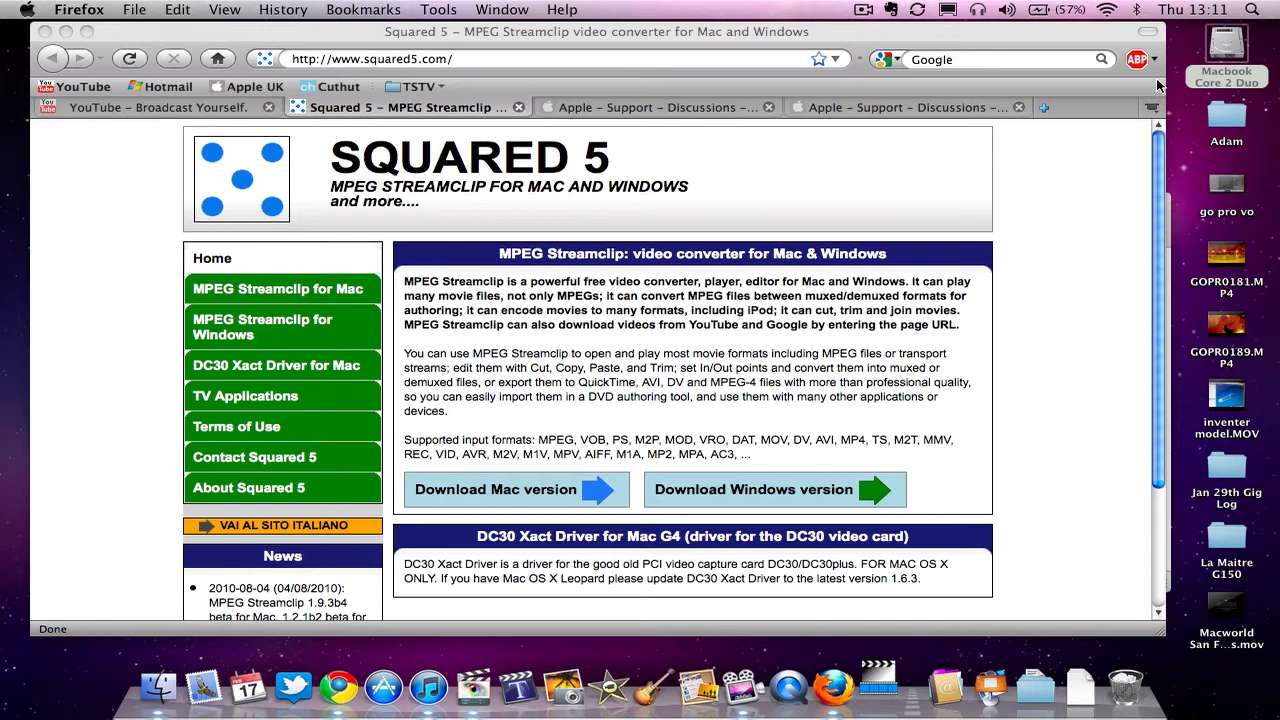 Firefox File Edit View History Bookmarks Tools Window Help (57%) Thu 13:11
Squared 5 – MPEG Streamclip video converter for Mac and Windows
http://www.squared5.com/ Google ABP
YouTube Hotmail Apple UK ch Cuthut TSTV
YouTube – Broadcast Yourself. Squared 5 – MPEG Streamclip ... Apple – Support – Discussions –... Apple – Support – Discussions –...
SQUARED 5
MPEG STREAMCLIP FOR MAC AND WINDOWS
and more....
Home
MPEG Streamclip for Mac
MPEG Streamclip for
Windows
DC30 Xact Driver for Mac
TV Applications
Terms of Use
Contact Squared 5
About Squared 5
VAI AL SITO ITALIANO
News
2010-08-04 (04/08/2010):
MPEG Streamclip 1.9.3b4
beta for Mac, 1.2.1b2 beta for
MPEG Streamclip: video converter for Mac & Windows
MPEG Streamclip is a powerful free video converter, player, editor for Mac and Windows. It can play
many movie files, not only MPEGs; it can convert MPEG files between muxed/demuxed formats for
authoring; it can encode movies to many formats, including iPod; it can cut, trim and join movies.
MPEG Streamclip can also download videos from YouTube and Google by entering the page URL.
You can use MPEG Streamclip to open and play most movie formats including MPEG files or transport
streams; edit them with Cut, Copy, Paste, and Trim; set In/Out points and convert them into muxed or
demuxed files, or export them to QuickTime, AVI, DV and MPEG-4 files with more than professional quality,
so you can easily import them in a DVD authoring tool, and use them with many other applications or
devices.
Supported input formats: MPEG, VOB, PS, M2P, MOD, VRO, DAT, MOV, DV, AVI, MP4, TS, M2T, MMV,
REC, VID, AVR, M2V, M1V, MPV, AIFF, M1A, MP2, MPA, AC3, ...
Download Mac version Download Windows version
DC30 Xact Driver for Mac G4 (driver for the DC30 video card)
DC30 Xact Driver is a driver for the good old PCI video capture card DC30/DC30plus. FOR MAC OS X
ONLY. If you have Mac OS X Leopard please update DC30 Xact Driver to the latest version 1.6.3.
Done
Macbook
Core 2 Duo
Adam
go pro vo
GOPR0181.M
P4
GOPR0189.M
P4
inventer
model.MOV
Jan 29th Gig
Log
La Maitre
G150
Macworld
San F...s.mov
FEB
17